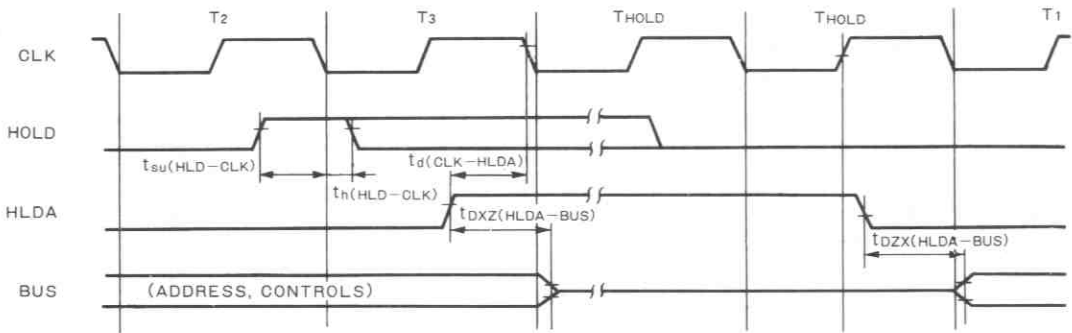 T2 T3 THOLD THOLD T1
CLK
HOLD
tsu(HLD-CLK) td(CLK-HLDA)
th(HLD-CLK)
HLDA
tDXZ(HLDA-BUS)
tDZX(HLDA-BUS)
BUS (ADDRESS, CONTROLS)